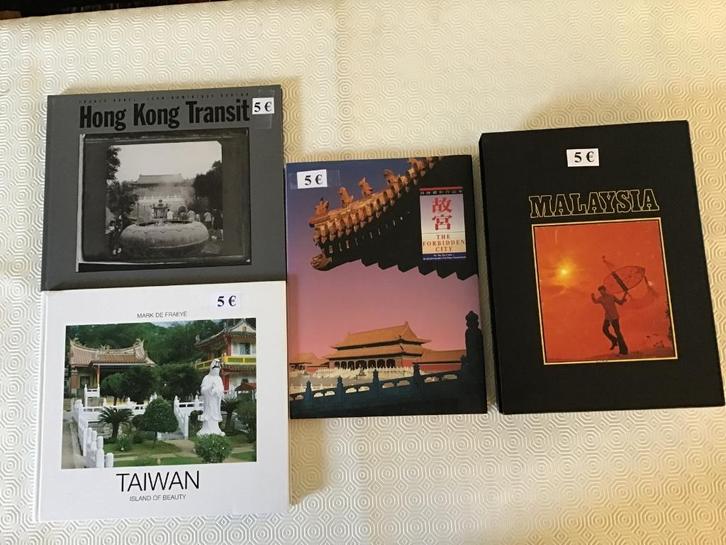 Hong Kong Transit
5 €
MARK DE FRAEYE
5 €
TAIWAN
ISLAND OF BEAUTY
5 €
故宮
THE
FORBIDDEN
CITY
5 €
MALAYSIA